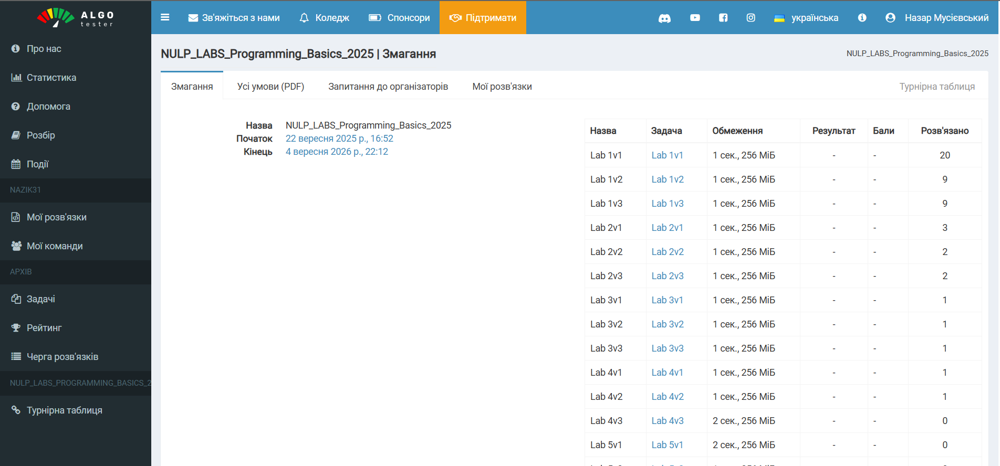 ALGO
tester
Зв'яжіться з нами
Коледж
Спонсори
Підтримати
українська
Назар Мусієвський
Про нас
Статистика
Допомога
Розбір
Події
NAZIK31
Мої розв'язки
Мої команди
АРХІВ
Задачі
Рейтинг
Черга розв'язків
NULP_LABS_PROGRAMMING_BASICS_2
Турнірна таблиця
NULP_LABS_Programming_Basics_2025 | Змагання
NULP_LABS_Programming_Basics_2025
Змагання
Усі умови (PDF)
Запитання до організаторів
Мої розв'язки
Турнірна таблиця
Назва NULP_LABS_Programming_Basics_2025
Початок 22 вересня 2025 р., 16:52
Кінець 4 вересня 2026 р., 22:12
Назва Задача Обмеження Результат Бали Розв'язано
Lab 1v1 Lab 1v1 1 сек., 256 МіБ - - 20
Lab 1v2 Lab 1v2 1 сек., 256 МіБ - - 9
Lab 1v3 Lab 1v3 1 сек., 256 МіБ - - 9
Lab 2v1 Lab 2v1 1 сек., 256 МіБ - - 3
Lab 2v2 Lab 2v2 1 сек., 256 МіБ - - 2
Lab 2v3 Lab 2v3 1 сек., 256 МіБ - - 2
Lab 3v1 Lab 3v1 1 сек., 256 МіБ - - 1
Lab 3v2 Lab 3v2 1 сек., 256 МіБ - - 1
Lab 3v3 Lab 3v3 1 сек., 256 МіБ - - 1
Lab 4v1 Lab 4v1 1 сек., 256 МіБ - - 1
Lab 4v2 Lab 4v2 1 сек., 256 МіБ - - 1
Lab 4v3 Lab 4v3 2 сек., 256 МіБ - - 0
Lab 5v1 Lab 5v1 2 сек., 256 МіБ - - 0